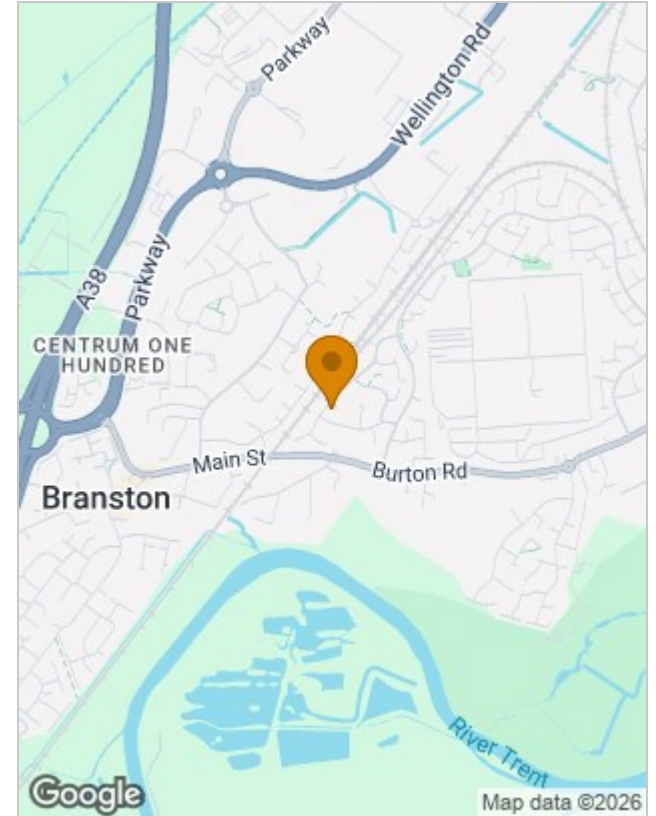 Parkway
Wellington Rd
A38
Parkway
CENTRUM ONE
HUNDRED
Main St
Burton Rd
Branston
River Trent
Google
Map data ©2026